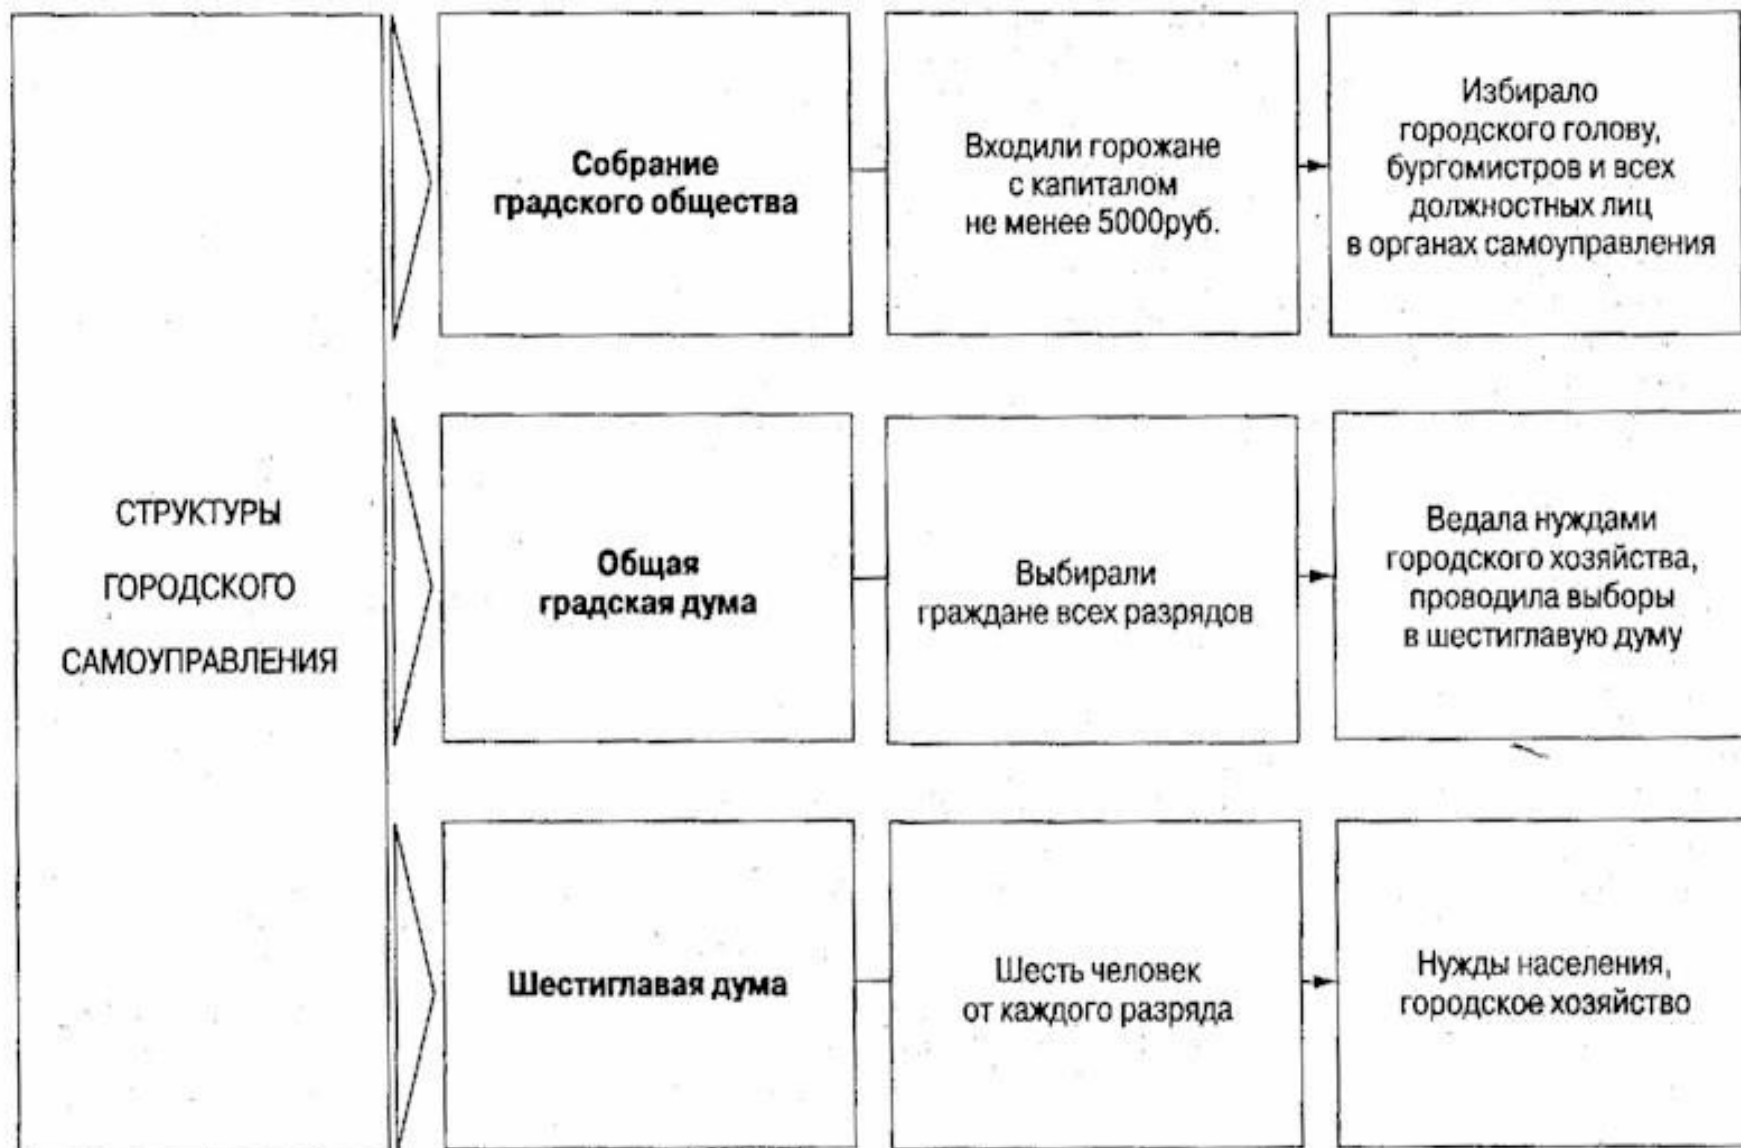 СТРУКТУРЫ
ГОРОДСКОГО
САМОУПРАВЛЕНИЯ
Собрание
градского общества
Входили горожане
с капиталом
не менее 5000руб.
Избирало
городского голову,
бургомистров и всех
должностных лиц
в органах самоуправления
Общая
градская дума
Выбирали
граждане всех разрядов
Ведала нуждами
городского хозяйства,
проводила выборы
в шестиглавую думу
Шестиглавая дума
Шесть человек
от каждого разряда
Нужды населения,
городское хозяйство